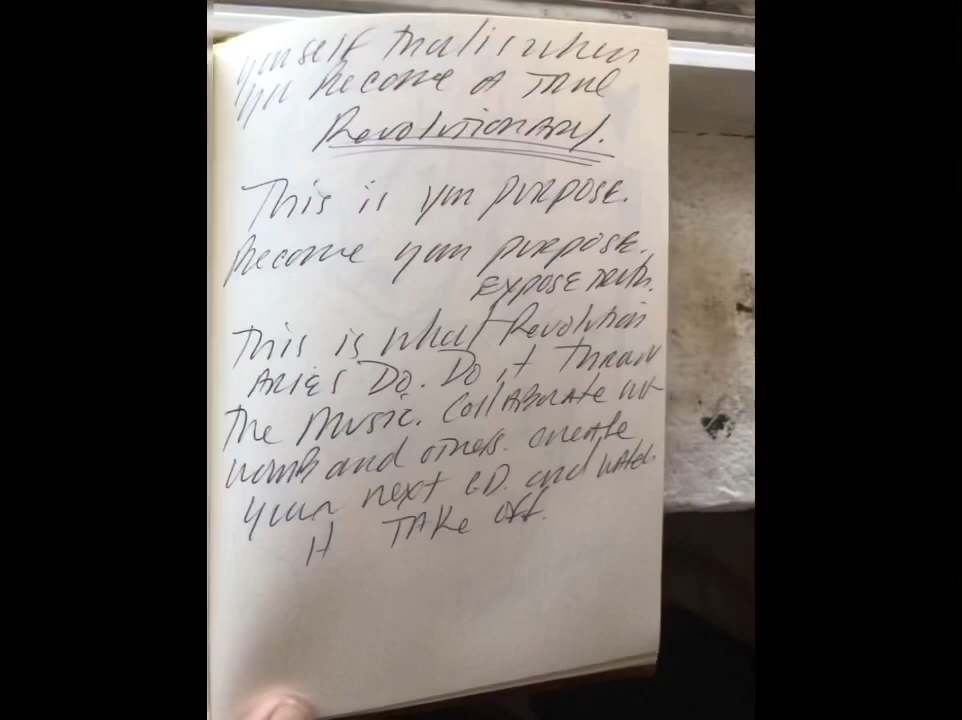 yourself that is when
you become a True
Revolutionary.
This is your purpose.
Become your purpose.
Expose truth.
This is what Revolution
Aries Do. Do it Thraw
The Music. Collaborate
and others. create
your next CD. and watch
It TAKE off.